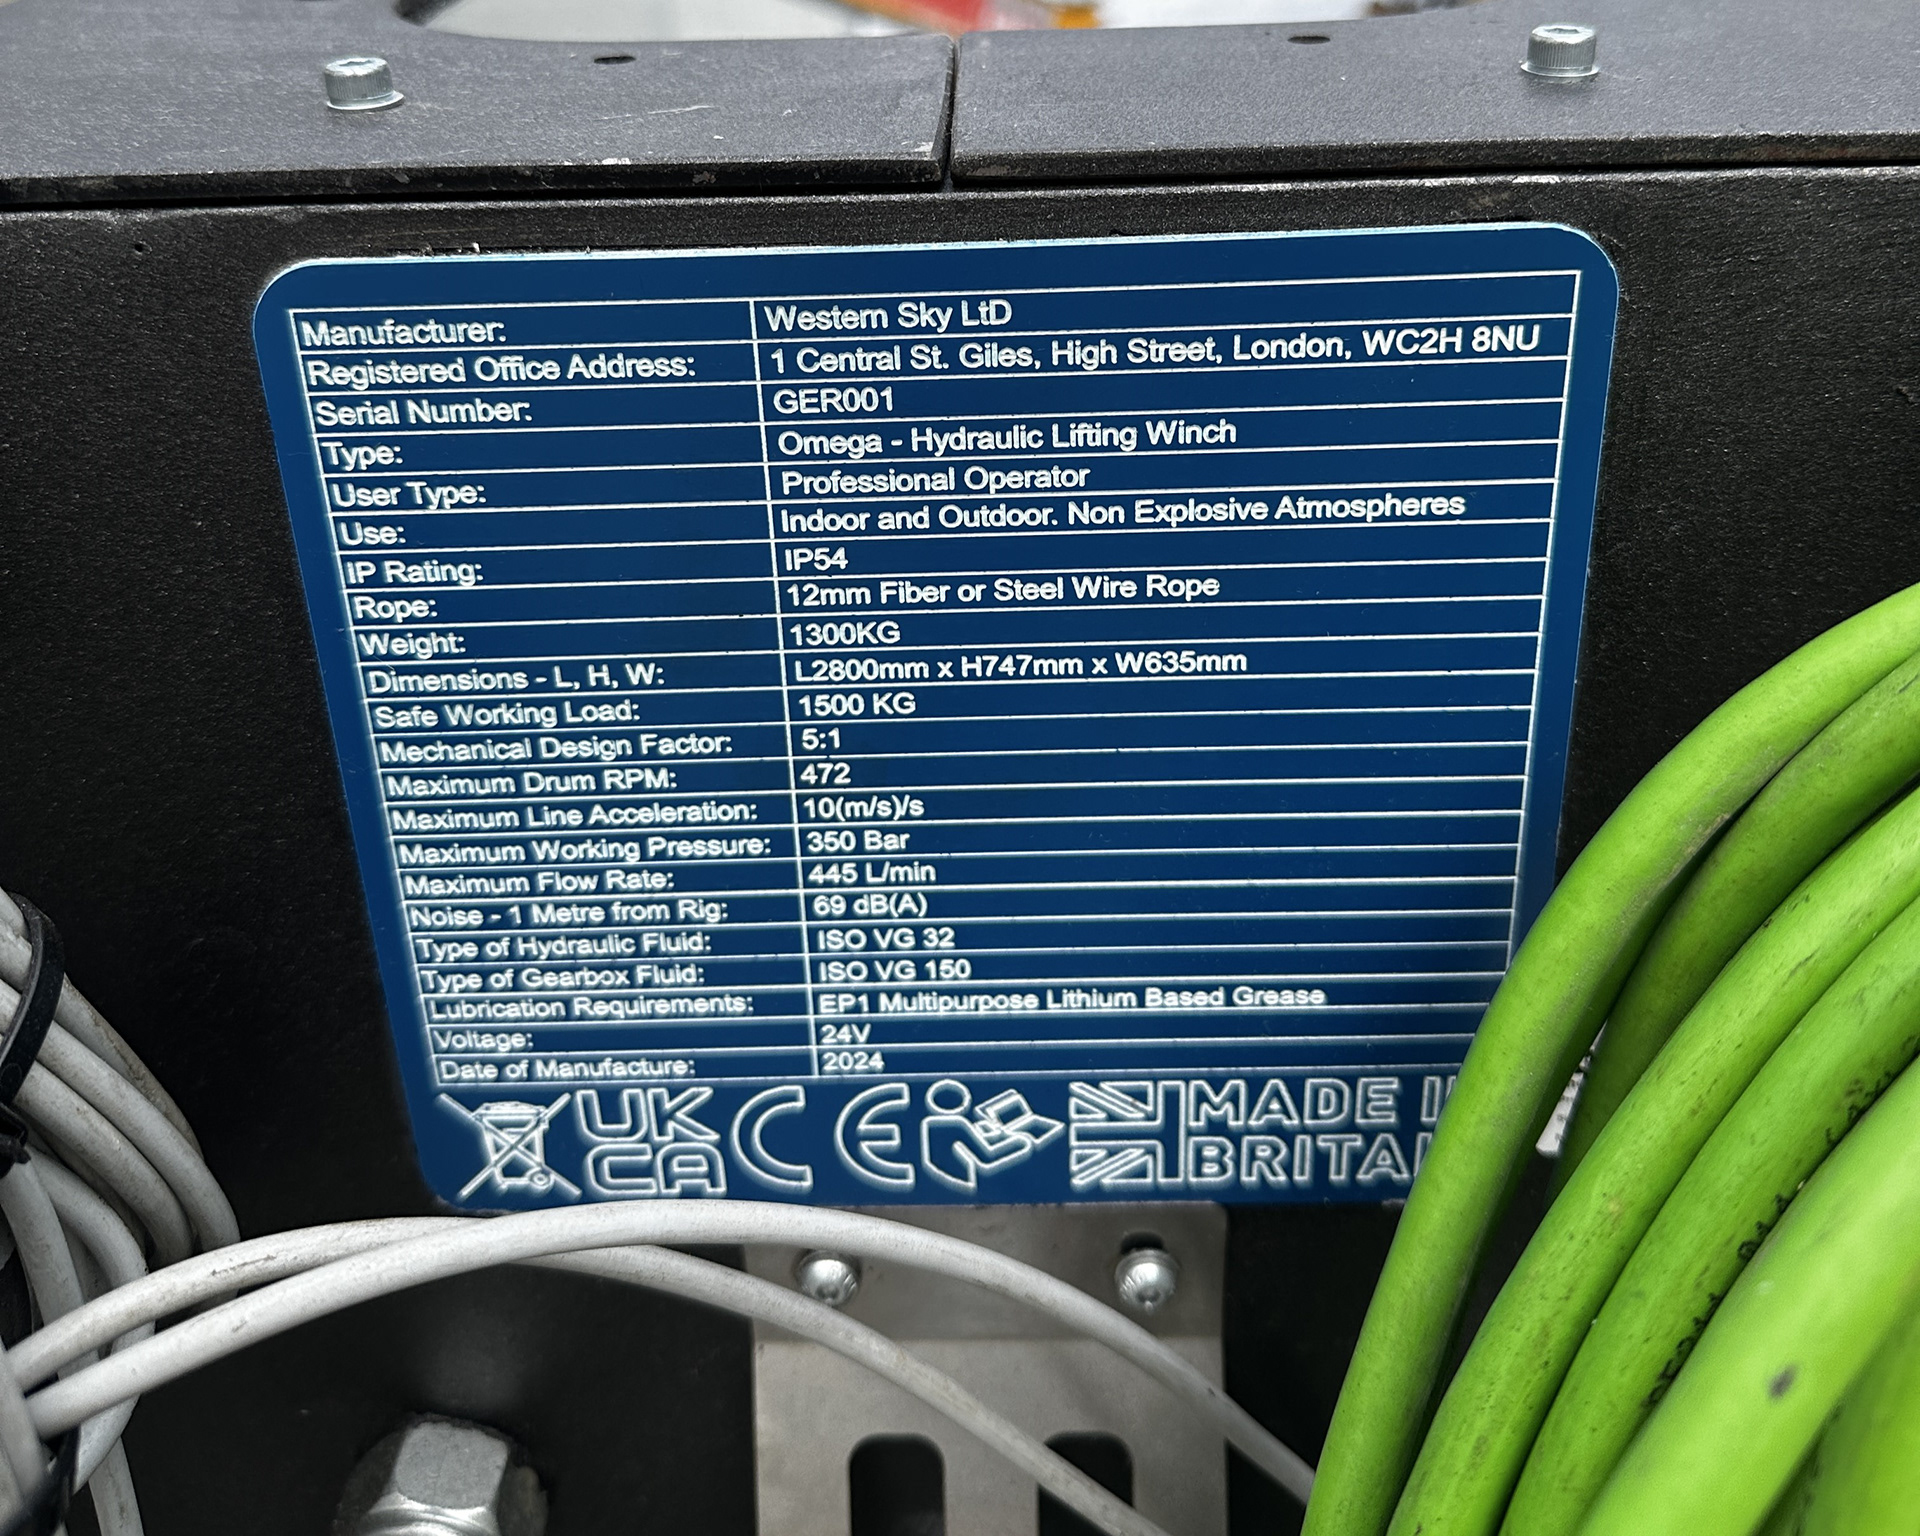 Manufacturer: Western Sky LtD
Registered Office Address: 1 Central St. Giles, High Street, London, WC2H 8NU
Serial Number: GER001
Type: Omega - Hydraulic Lifting Winch
User Type: Professional Operator
Use: Indoor and Outdoor. Non Explosive Atmospheres
IP Rating: IP54
Rope: 12mm Fiber or Steel Wire Rope
Weight: 1300KG
Dimensions - L, H, W: L2800mm x H747mm x W635mm
Safe Working Load: 1500 KG
Mechanical Design Factor: 5:1
Maximum Drum RPM: 472
Maximum Line Acceleration: 10(m/s)/s
Maximum Working Pressure: 350 Bar
Maximum Flow Rate: 445 L/min
Noise - 1 Metre from Rig: 69 dB(A)
Type of Hydraulic Fluid: ISO VG 32
Type of Gearbox Fluid: ISO VG 150
Lubrication Requirements: EP1 Multipurpose Lithium Based Grease
Voltage: 24V
Date of Manufacture: 2024
UK
CA
CE
MADE